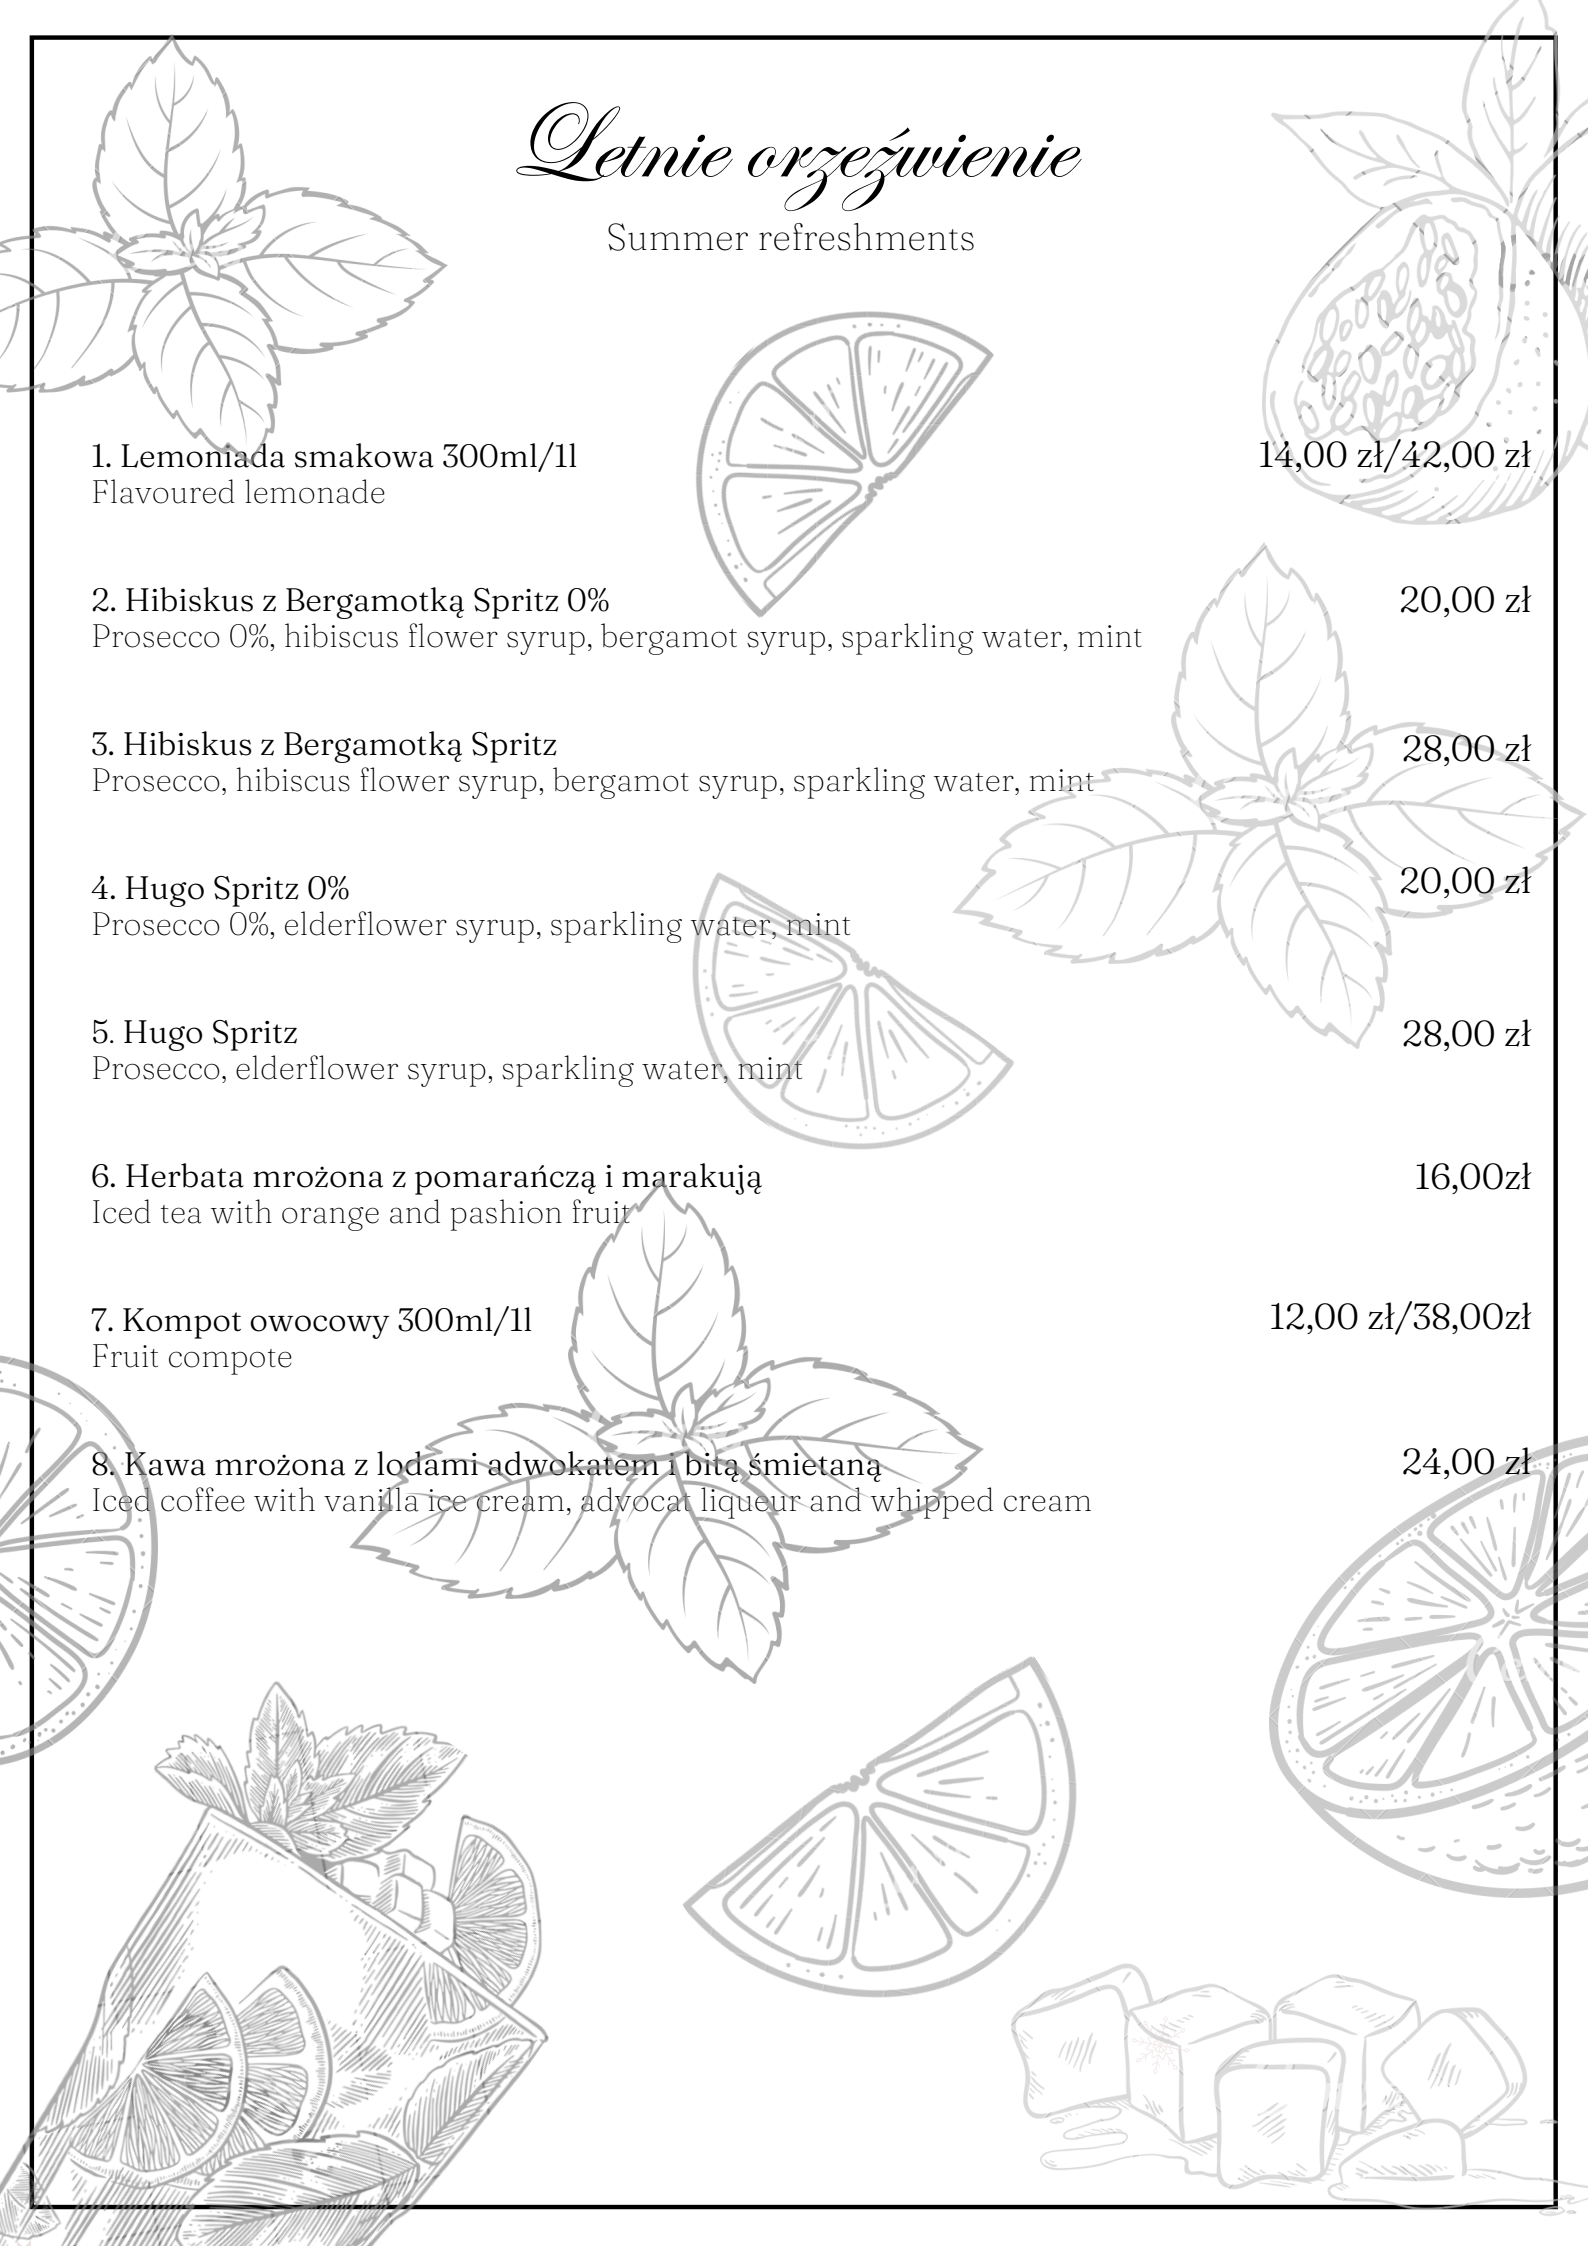 Letnie orzeźwienie
Summer refreshments
1. Lemoniada smakowa 300ml/1l 14,00 zł/42,00 zł
Flavoured lemonade
2. Hibiskus z Bergamotką Spritz 0% 20,00 zł
Prosecco 0%, hibiscus flower syrup, bergamot syrup, sparkling water, mint
3. Hibiskus z Bergamotką Spritz 28,00 zł
Prosecco, hibiscus flower syrup, bergamot syrup, sparkling water, mint
4. Hugo Spritz 0% 20,00 zł
Prosecco 0%, elderflower syrup, sparkling water, mint
5. Hugo Spritz 28,00 zł
Prosecco, elderflower syrup, sparkling water, mint
6. Herbata mrożona z pomarańczą i marakują 16,00zł
Iced tea with orange and pashion fruit
7. Kompot owocowy 300ml/1l 12,00 zł/38,00zł
Fruit compote
8. Kawa mrożona z lodami adwokatem i bitą śmietaną 24,00 zł
Iced coffee with vanilla ice cream, advocat liqueur and whipped cream